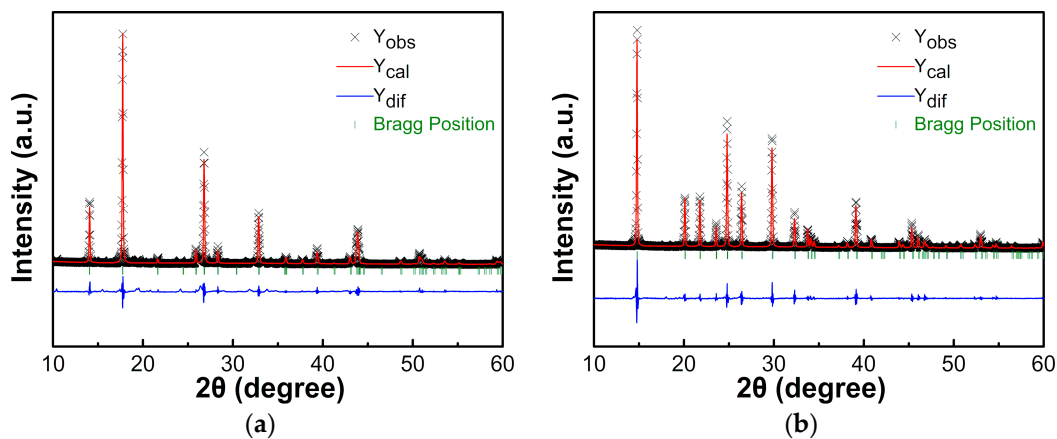 Intensity (a.u.)
Y_obs
Y_cal
Y_dif
Bragg Position
10 20 30 40 50 60
2θ (degree)
(a)
Intensity (a.u.)
Y_obs
Y_cal
Y_dif
Bragg Position
10 20 30 40 50 60
2θ (degree)
(b)